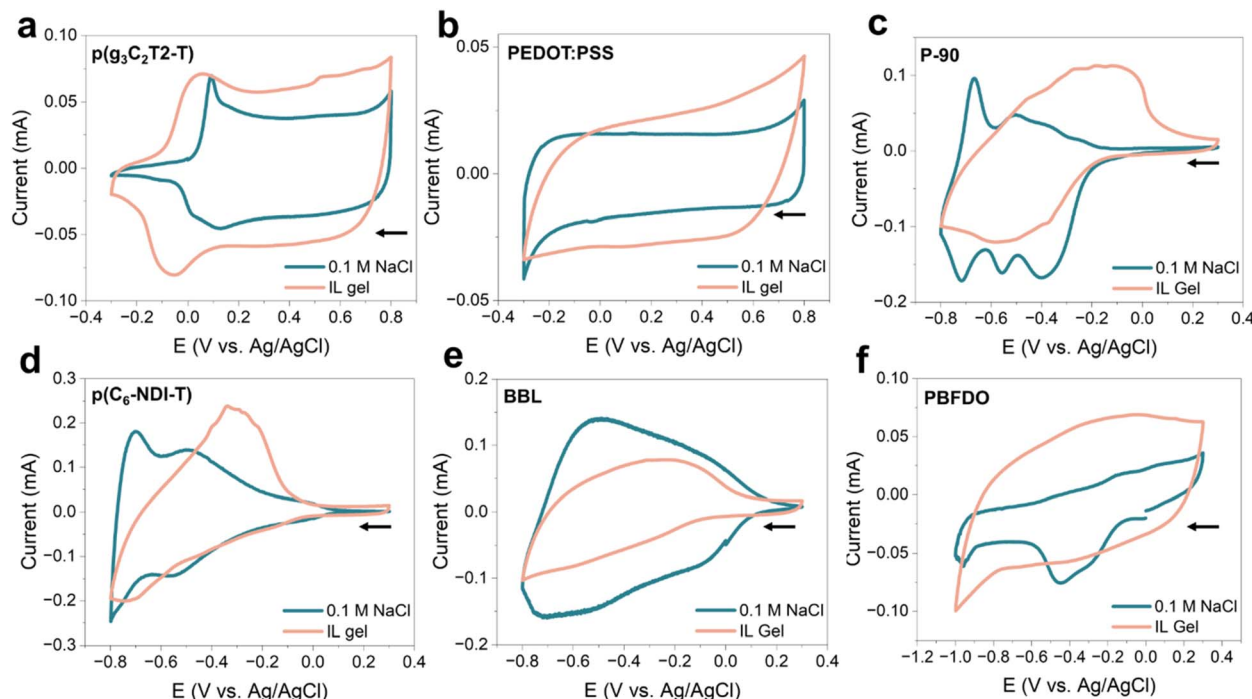 a
p(g₃C₂T2-T)
0.10
0.05
0.00
−0.05
−0.10
Current (mA)
0.1 M NaCl
IL gel
−0.4 −0.2 0.0 0.2 0.4 0.6 0.8
E (V vs. Ag/AgCl)
b
PEDOT:PSS
0.05
0.00
−0.05
Current (mA)
0.1 M NaCl
IL gel
−0.2 0.0 0.2 0.4 0.6 0.8
E (V vs. Ag/AgCl)
c
P-90
0.1
0.0
−0.1
−0.2
Current (mA)
0.1 M NaCl
IL Gel
−0.8 −0.6 −0.4 −0.2 0.0 0.2 0.4
E (V vs. Ag/AgCl)
d
p(C₆-NDI-T)
0.3
0.2
0.1
0.0
−0.1
−0.2
−0.3
Current (mA)
0.1 M NaCl
IL gel
−0.8 −0.6 −0.4 −0.2 0.0 0.2 0.4
E (V vs. Ag/AgCl)
e
BBL
0.2
0.1
0.0
−0.1
−0.2
Current (mA)
0.1 M NaCl
IL Gel
−0.8 −0.6 −0.4 −0.2 0.0 0.2 0.4
E (V vs. Ag/AgCl)
f
PBFDO
0.10
0.05
0.00
−0.05
−0.10
Current (mA)
0.1 M NaCl
IL Gel
−1.2 −1.0 −0.8 −0.6 −0.4 −0.2 0.0 0.2 0.4
E (V vs. Ag/AgCl)